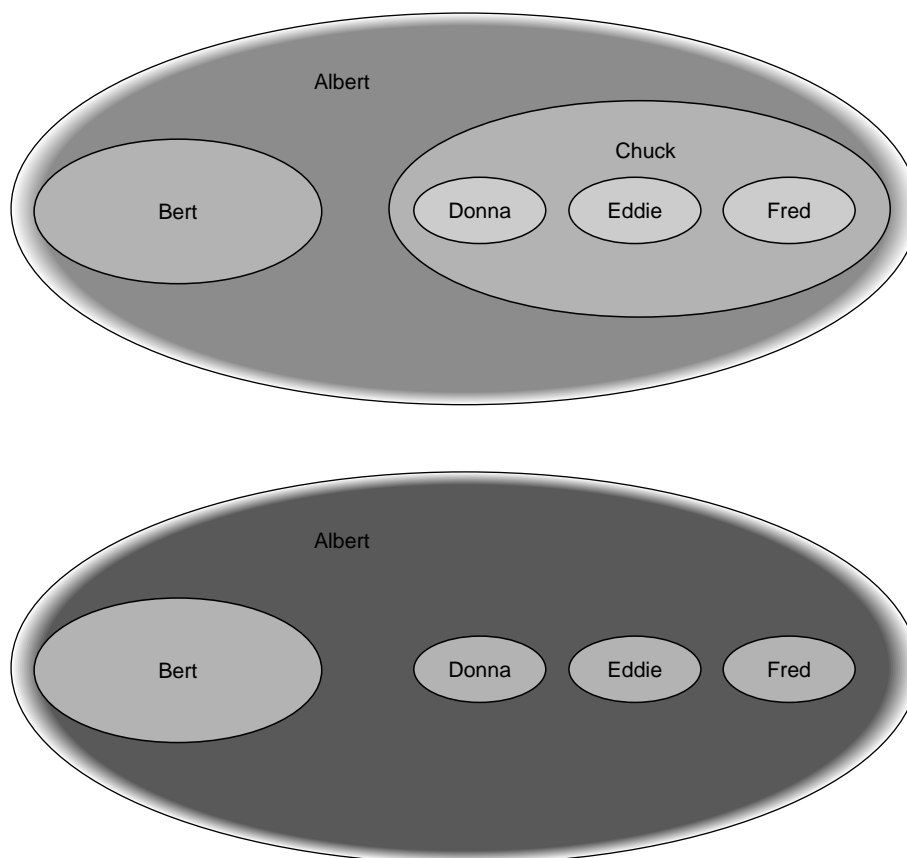 Albert
Chuck
Bert
Donna
Eddie
Fred
Albert
Bert
Donna
Eddie
Fred